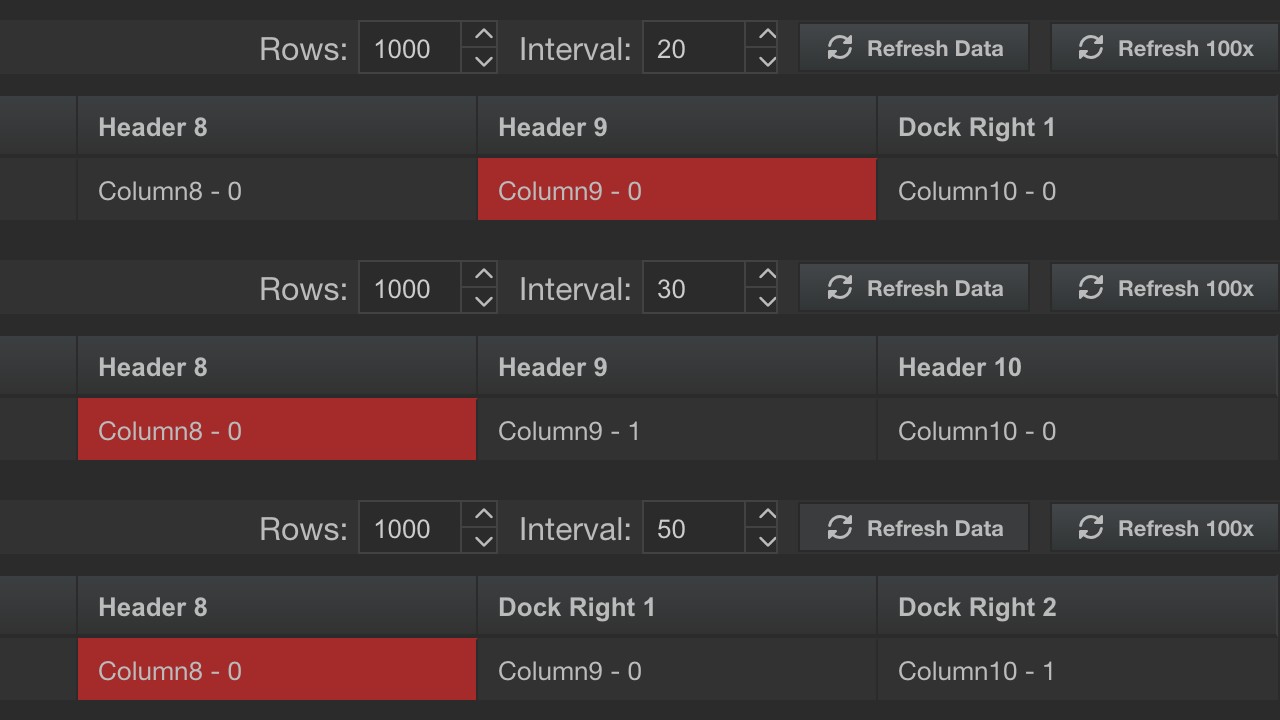 Rows: 1000 Interval: 20 Refresh Data Refresh 100x
Header 8 Header 9 Dock Right 1
Column8 - 0 Column9 - 0 Column10 - 0
Rows: 1000 Interval: 30 Refresh Data Refresh 100x
Header 8 Header 9 Header 10
Column8 - 0 Column9 - 1 Column10 - 0
Rows: 1000 Interval: 50 Refresh Data Refresh 100x
Header 8 Dock Right 1 Dock Right 2
Column8 - 0 Column9 - 0 Column10 - 1